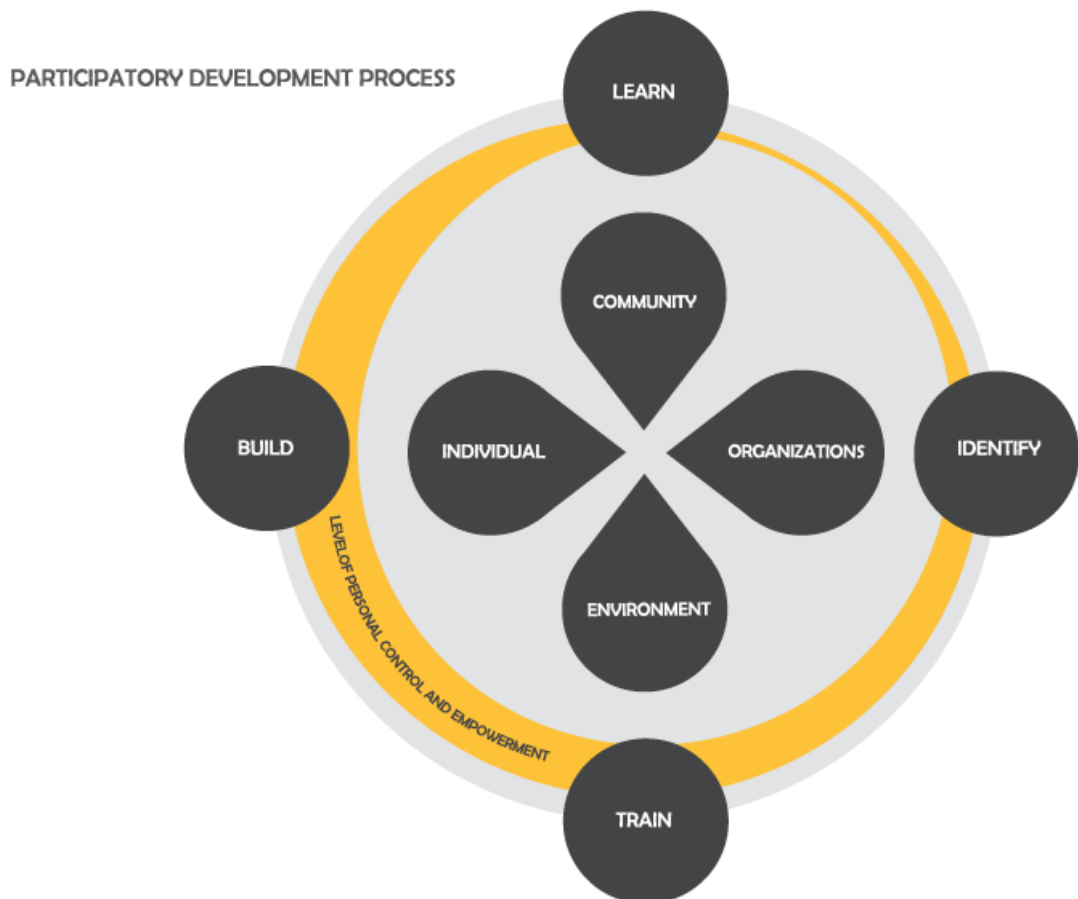 PARTICIPATORY DEVELOPMENT PROCESS
LEARN
COMMUNITY
BUILD
INDIVIDUAL
ORGANIZATIONS
IDENTIFY
ENVIRONMENT
LEVELOF PERSONAL CONTROL AND EMPOWERMENT
TRAIN